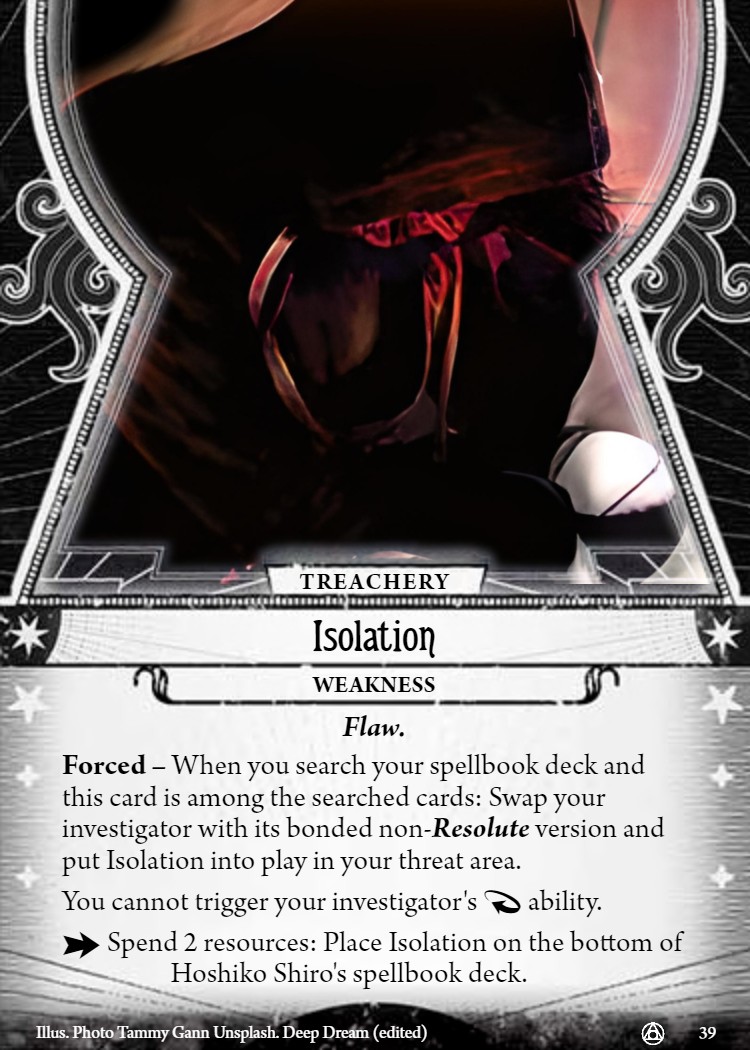 TREACHERY
Isolation
WEAKNESS
Flaw.
Forced – When you search your spellbook deck and
this card is among the searched cards: Swap your
investigator with its bonded non-Resolute version and
put Isolation into play in your threat area.
You cannot trigger your investigator's ability.
Spend 2 resources: Place Isolation on the bottom of
Hoshiko Shiro's spellbook deck.
Illus. Photo Tammy Gann Unsplash. Deep Dream (edited) 39